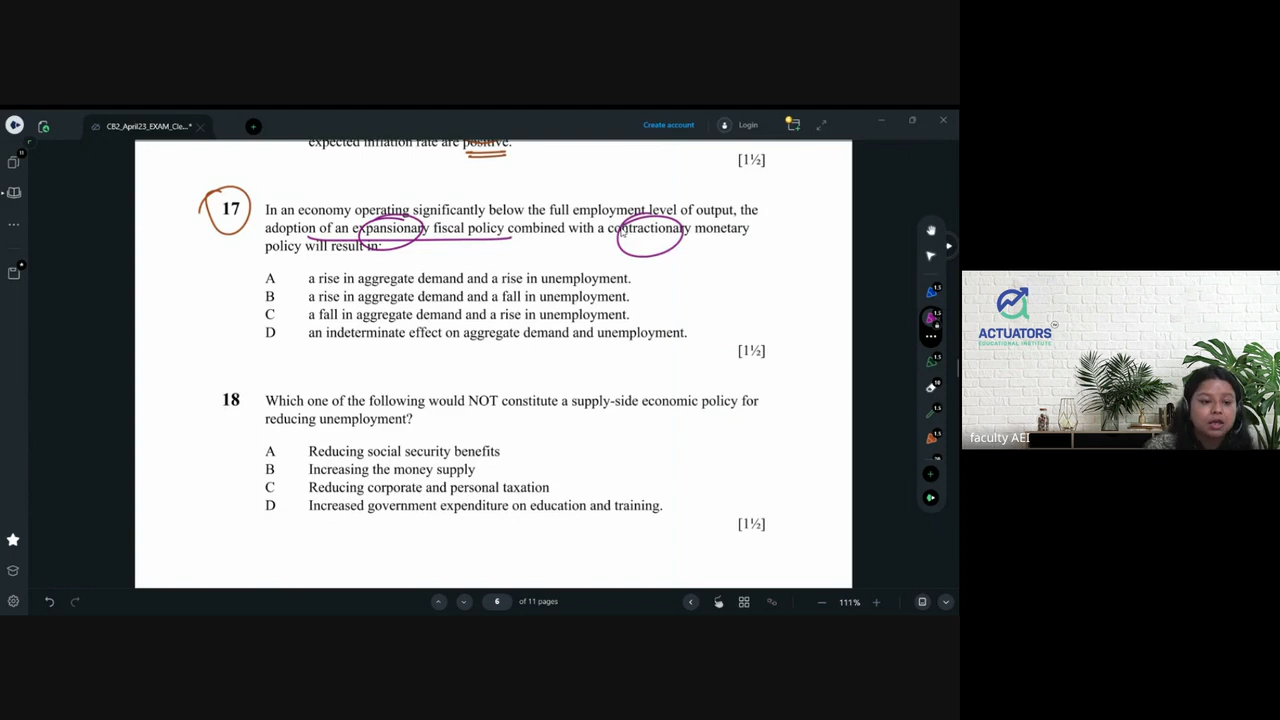 CB2_April23_EXAM_Cle...*
Create account
Login
expected inflation rate are positive.
[1½]
17 In an economy operating significantly below the full employment level of output, the
adoption of an expansionary fiscal policy combined with a contractionary monetary
policy will result in:
A a rise in aggregate demand and a rise in unemployment.
B a rise in aggregate demand and a fall in unemployment.
C a fall in aggregate demand and a rise in unemployment.
D an indeterminate effect on aggregate demand and unemployment.
[1½]
18 Which one of the following would NOT constitute a supply-side economic policy for
reducing unemployment?
A Reducing social security benefits
B Increasing the money supply
C Reducing corporate and personal taxation
D Increased government expenditure on education and training.
[1½]
6 of 11 pages
111%
ACTUATORS
EDUCATIONAL INSTITUTE
faculty AEI